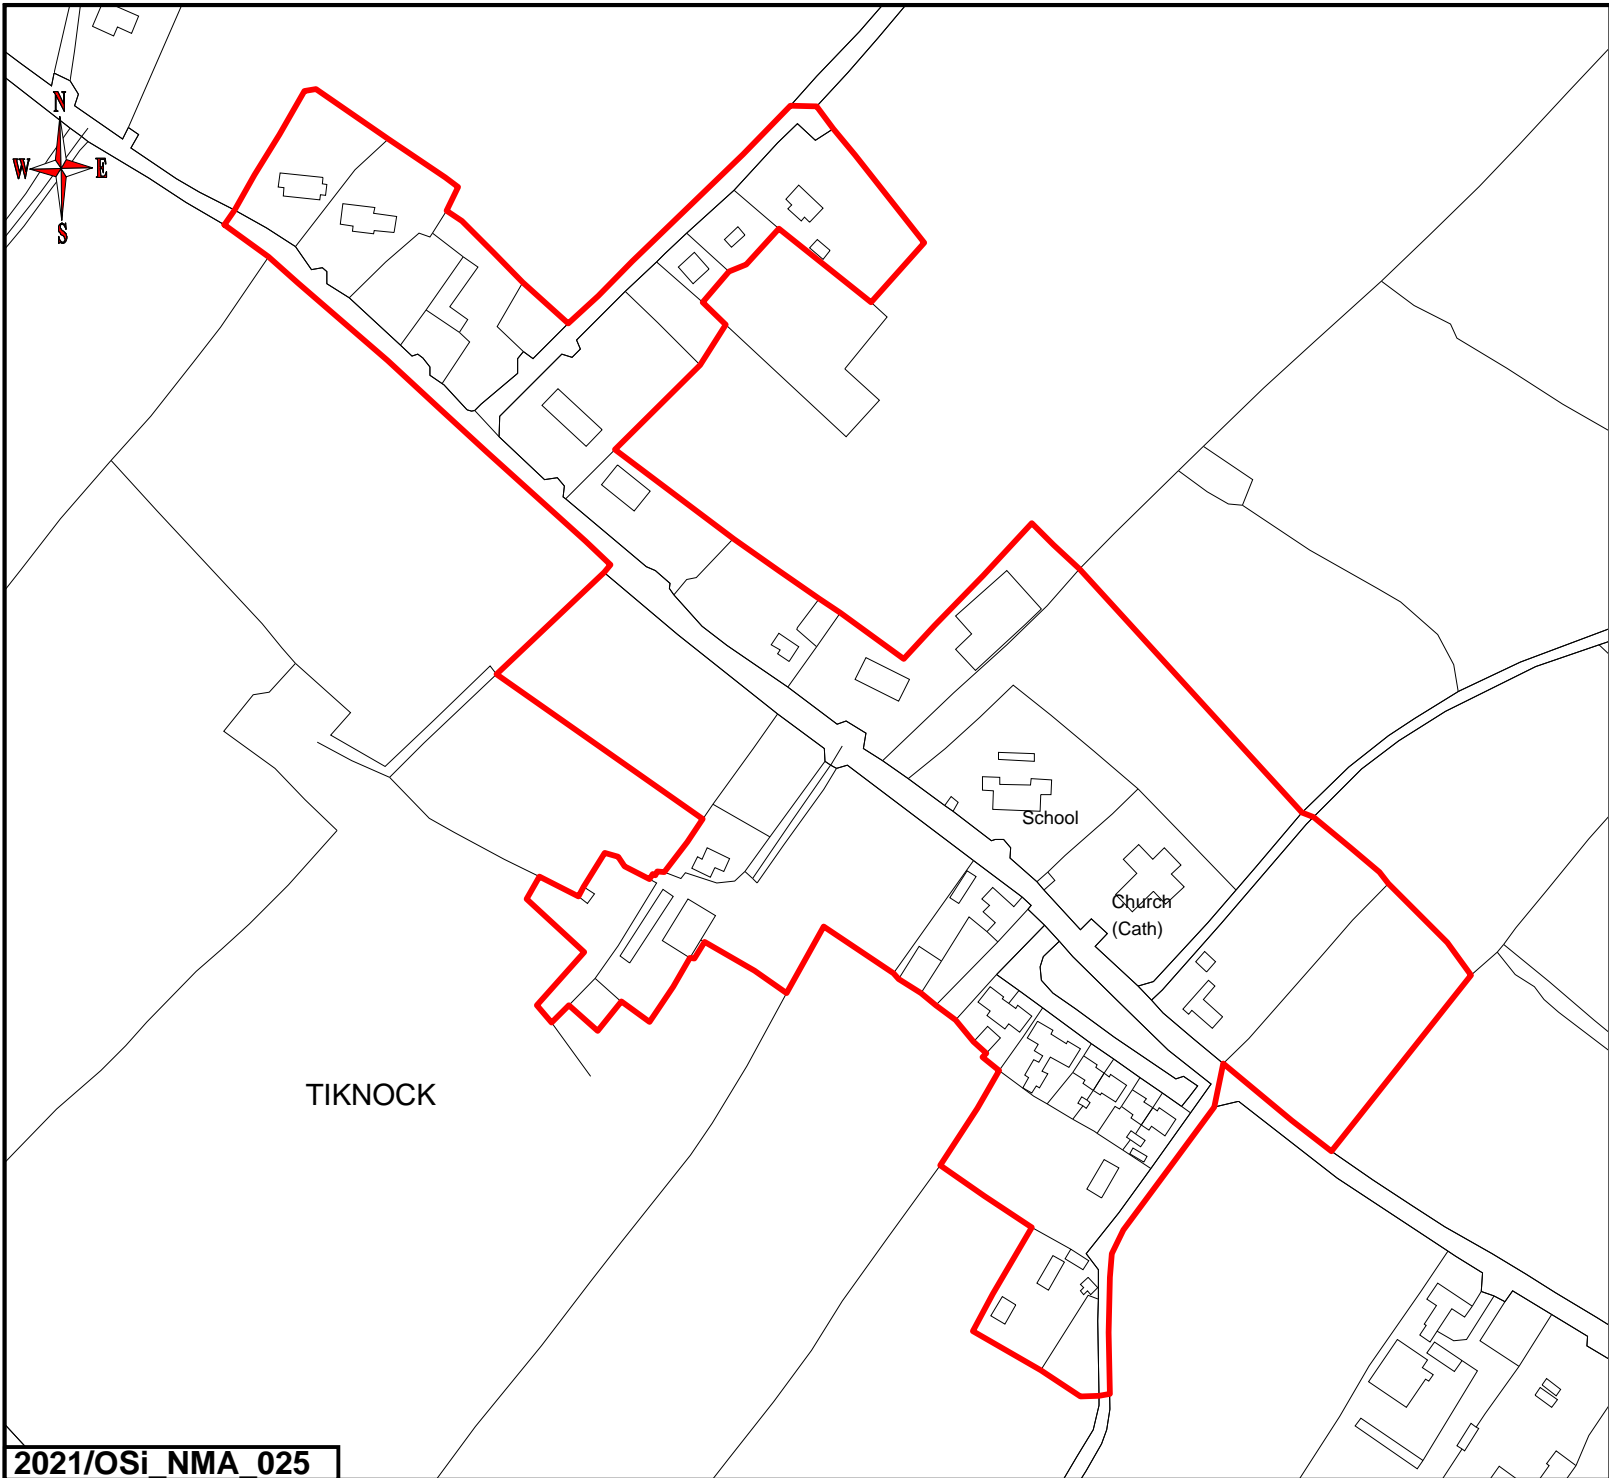 N
W E
S
School
Church
(Cath)
TIKNOCK
2021/OSi_NMA_025